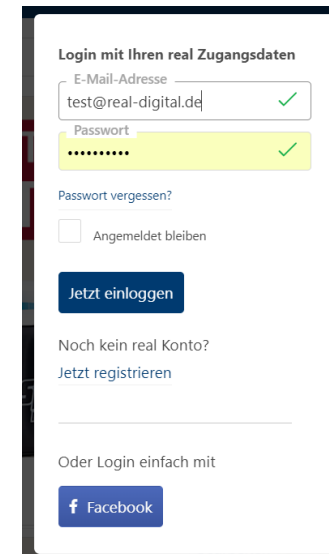 Login mit Ihren real Zugangsdaten
E-Mail-Adresse
test@real-digital.de
Passwort
••••••••••
Passwort vergessen?
Angemeldet bleiben
Jetzt einloggen
Noch kein real Konto?
Jetzt registrieren
Oder Login einfach mit
f Facebook